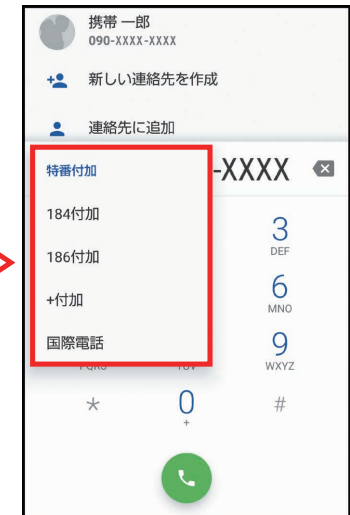 携帯 一郎
090-XXXX-XXXX
新しい連絡先を作成
連絡先に追加
特番付加
-XXXX
184付加
186付加
+付加
国際電話
3
DEF
6
MNO
9
WXYZ
* 0 #
+